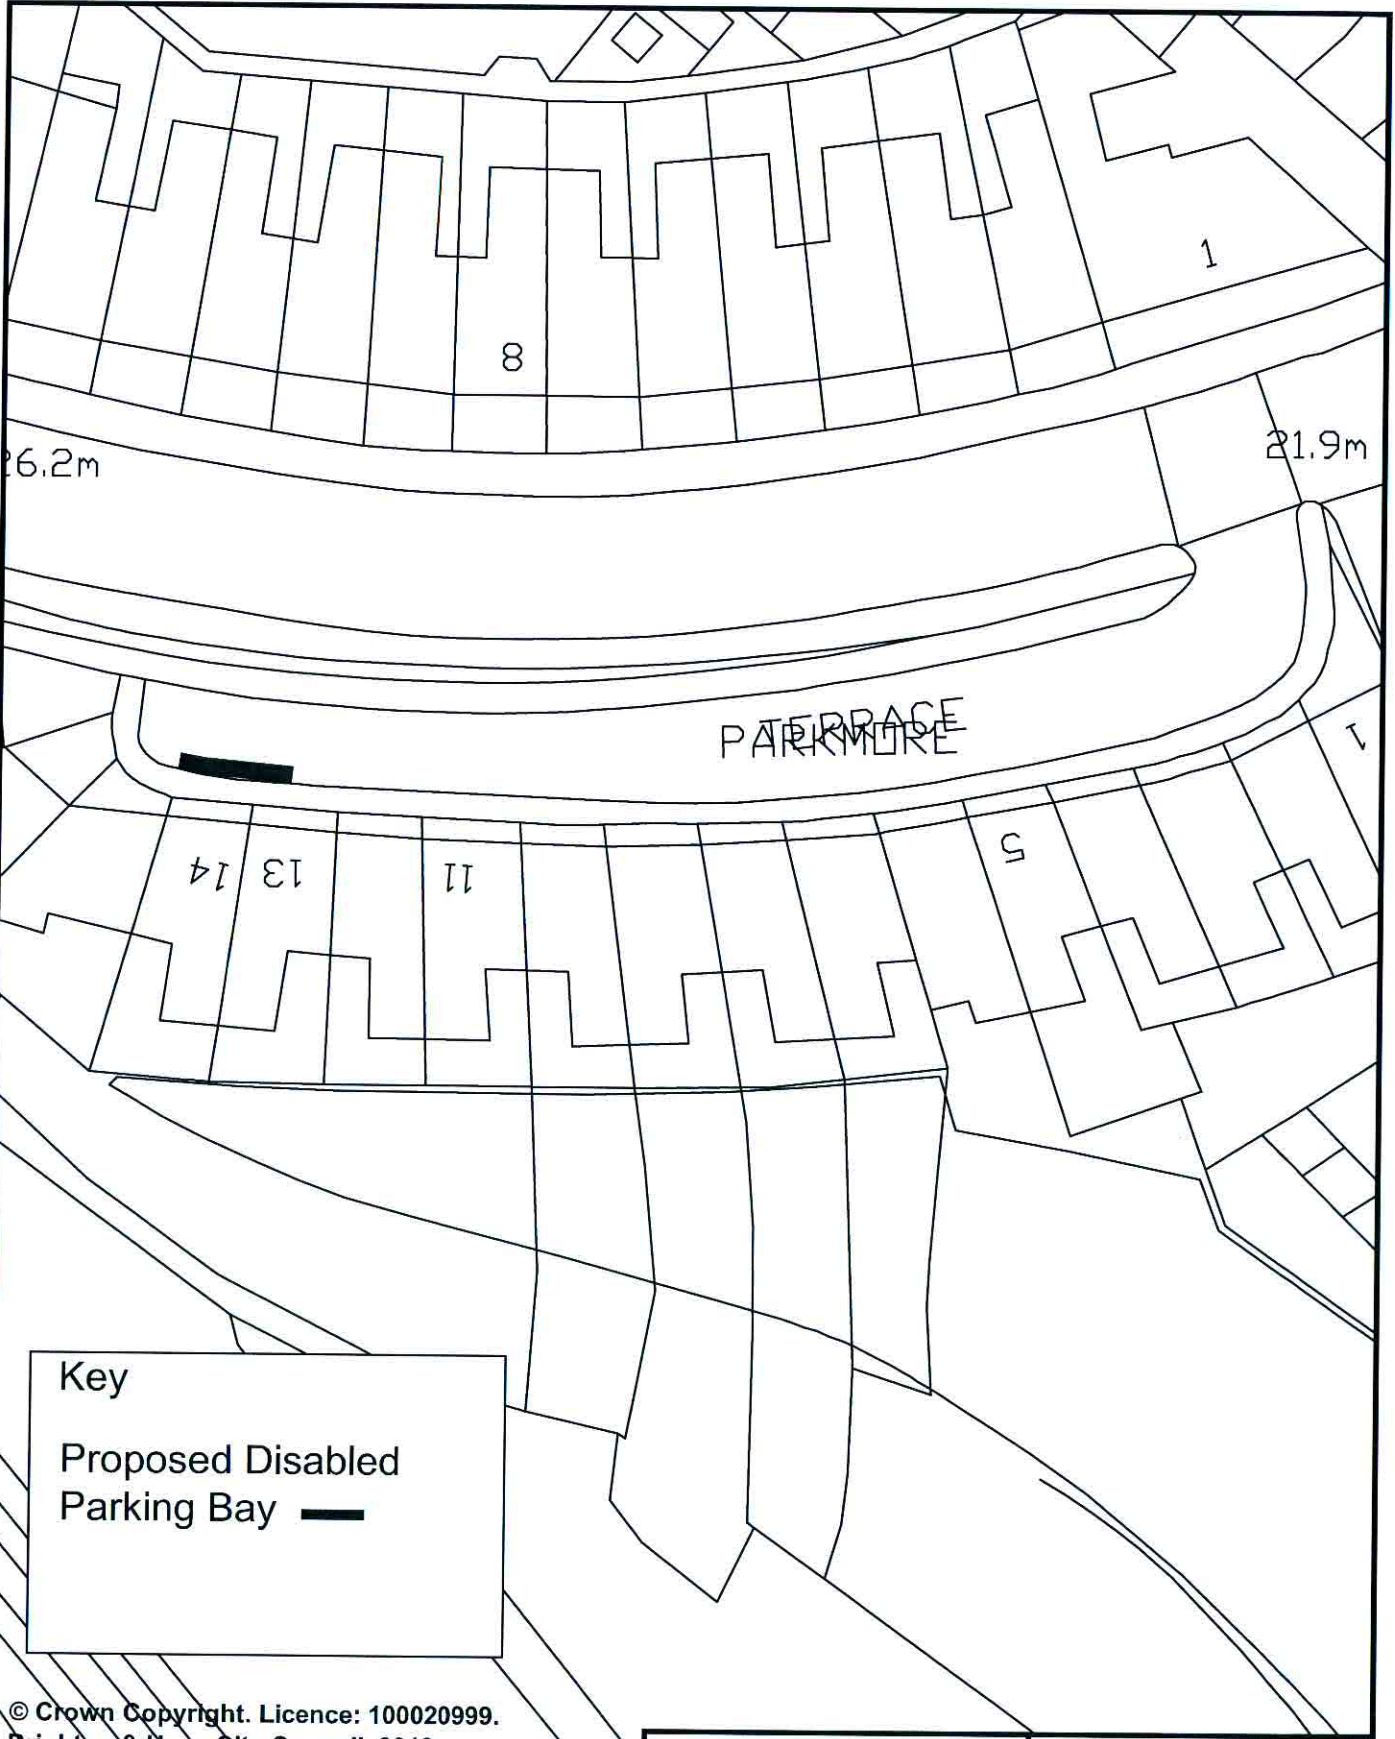 1
8
26.2m
21.9m
TERRACE
PARKMORE
1
5
14
13
11
Key
Proposed Disabled
Parking Bay
© Crown Copyright. Licence: 100020999.